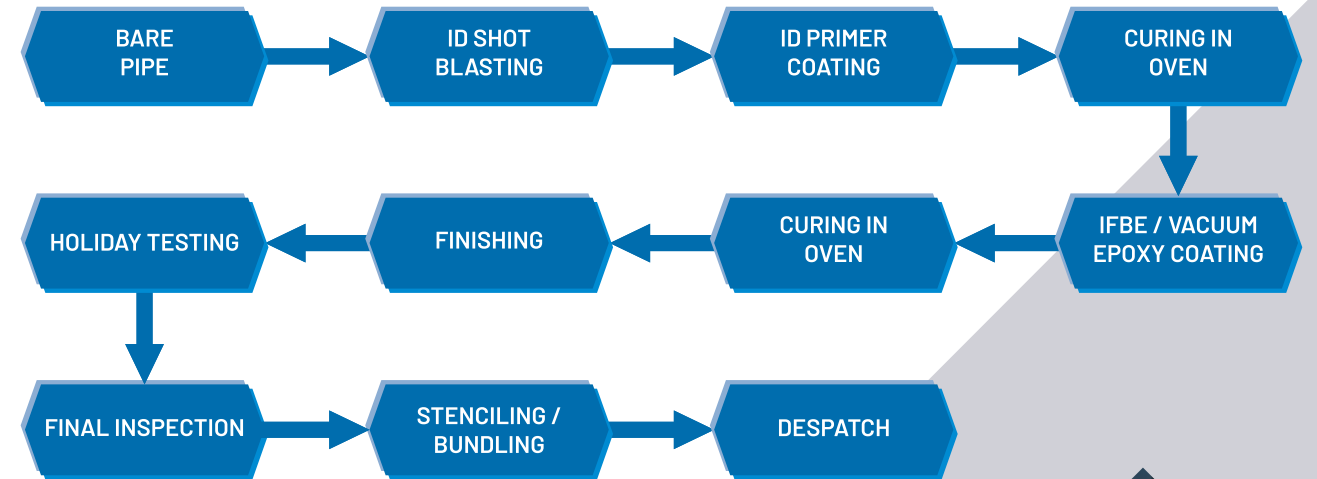 BARE
PIPE
ID SHOT
BLASTING
ID PRIMER
COATING
CURING IN
OVEN
IFBE / VACUUM
EPOXY COATING
CURING IN
OVEN
FINISHING
HOLIDAY TESTING
FINAL INSPECTION
STENCILING /
BUNDLING
DESPATCH